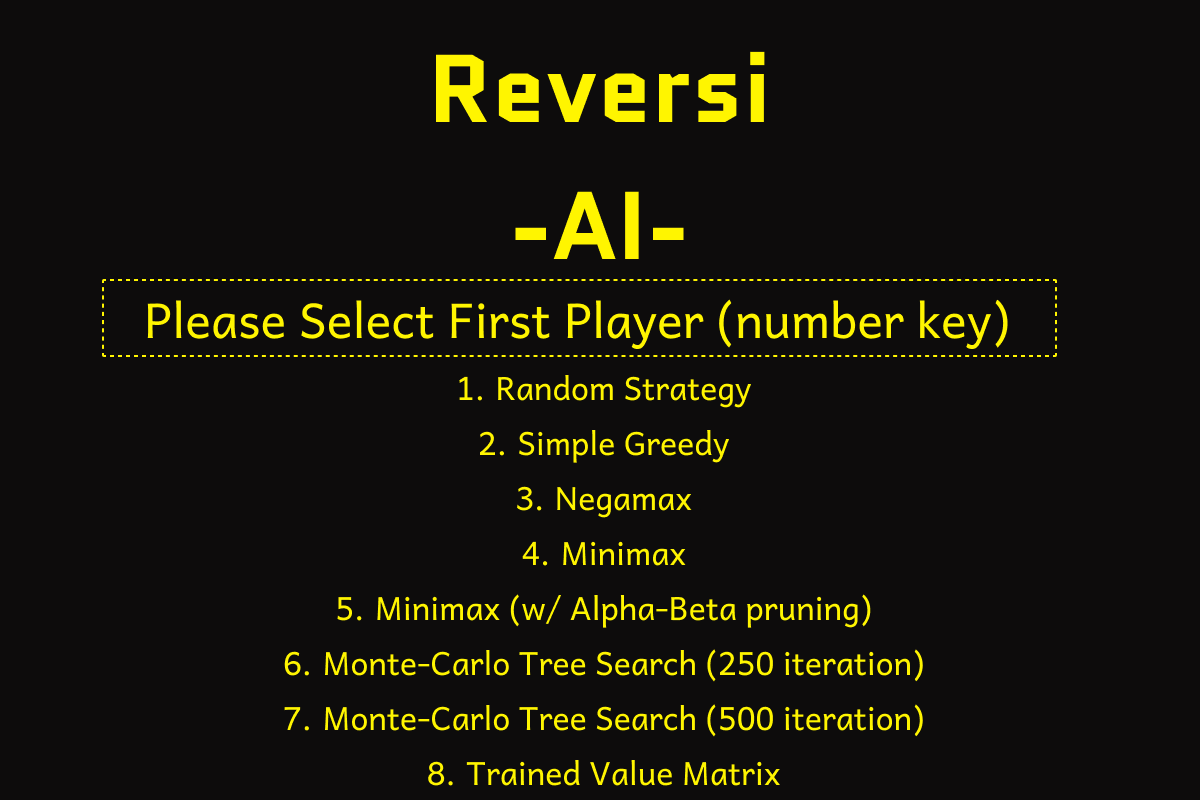 Reversi
-AI-
Please Select First Player (number key)
1. Random Strategy
2. Simple Greedy
3. Negamax
4. Minimax
5. Minimax (w/ Alpha-Beta pruning)
6. Monte-Carlo Tree Search (250 iteration)
7. Monte-Carlo Tree Search (500 iteration)
8. Trained Value Matrix